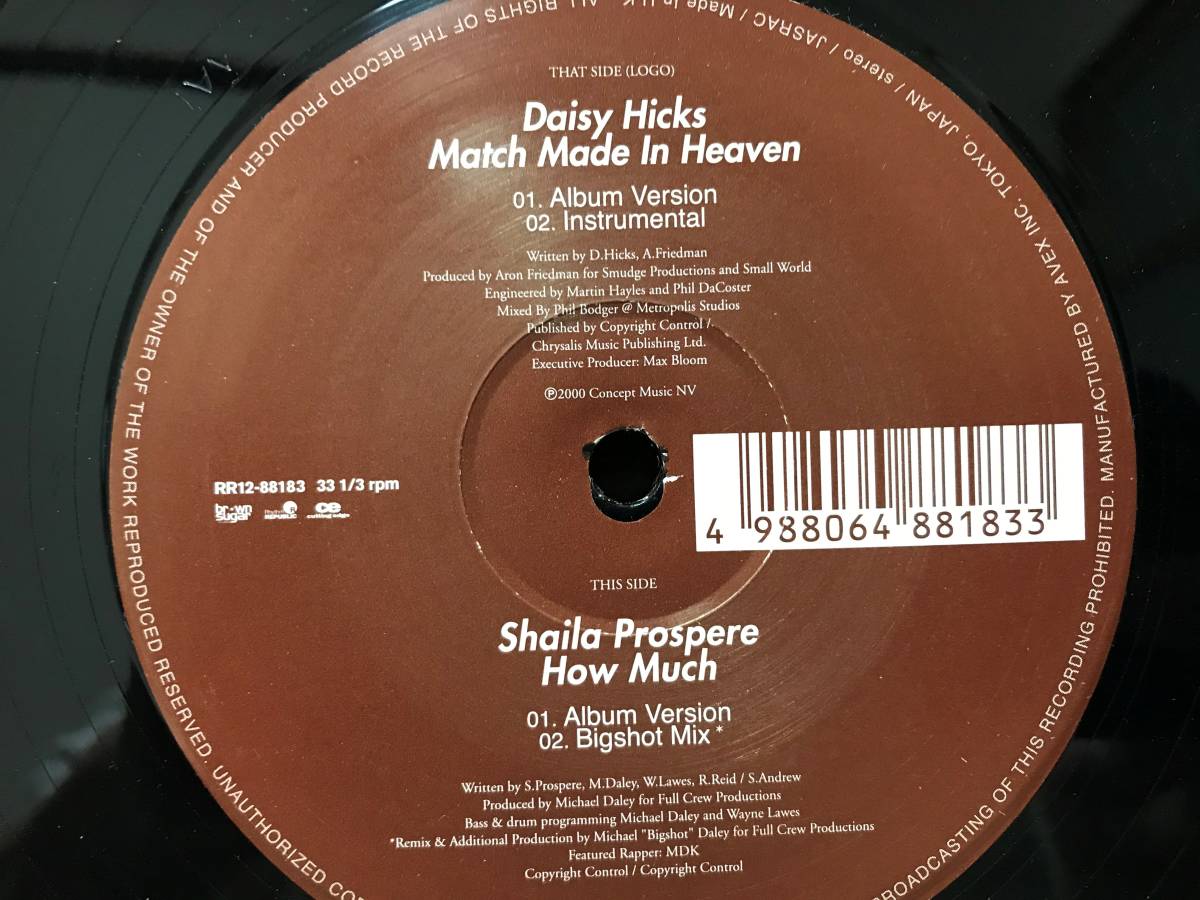 THAT SIDE (LOGO)
Daisy Hicks
Match Made In Heaven
01. Album Version
02. Instrumental
Written by D.Hicks, A.Friedman
Produced by Aron Friedman for Smudge Productions and Small World
Engineered by Martin Hayles and Phil DaCoster
Mixed By Phil Bodger @ Metropolis Studios
Published by Copyright Control /
Chrysalis Music Publishing Ltd.
Executive Producer: Max Bloom
℗2000 Concept Music NV
RR12-88183 33 1/3 rpm
brown sugar
REPUBLIC
ce
cutting edge
4 988064 881833
THIS SIDE
Shaila Prospere
How Much
01. Album Version
02. Bigshot Mix *
Written by S.Prospere, M.Daley, W.Lawes, R.Reid / S.Andrew
Produced by Michael Daley for Full Crew Productions
Bass & drum programming Michael Daley and Wayne Lawes
*Remix & Additional Production by Michael "Bigshot" Daley for Full Crew Productions
Featured Rapper: MDK
Copyright Control / Copyright Control
ALL RIGHTS OF THE RECORD PRODUCER AND OF THE OWNER OF THE WORK REPRODUCED RESERVED. UNAUTHORIZED
BROADCASTING OF THIS RECORDING PROHIBITED. MANUFACTURED BY AVEX INC. TOKYO, JAPAN / stereo / JASRAC / Made in U.K.